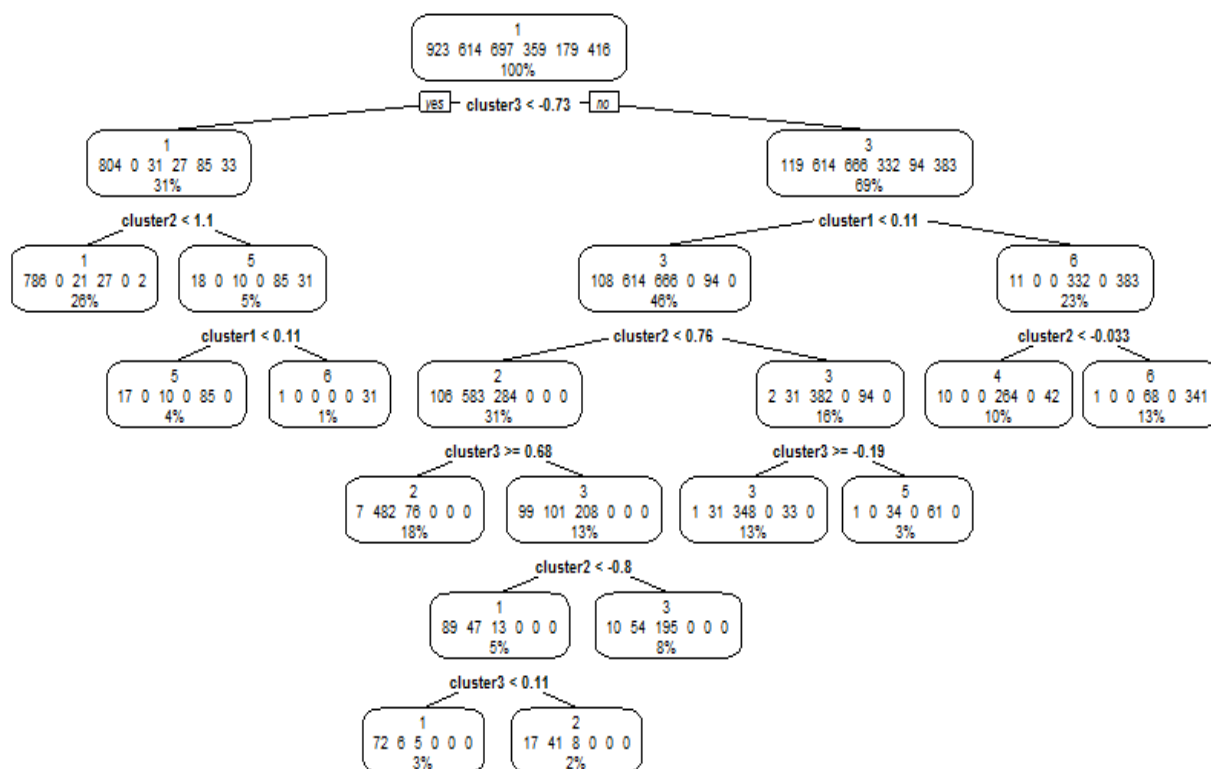 1
923 614 697 359 179 416
100%
yes cluster3 < -0.73 no
1
804 0 31 27 85 33
31%
3
119 614 666 332 94 383
69%
cluster2 < 1.1
cluster1 < 0.11
1
786 0 21 27 0 2
26%
5
18 0 10 0 85 31
5%
3
108 614 666 0 94 0
46%
6
11 0 0 332 0 383
23%
cluster1 < 0.11
cluster2 < 0.76
cluster2 < -0.033
5
17 0 10 0 85 0
4%
6
1 0 0 0 0 31
1%
2
106 583 284 0 0 0
31%
3
2 31 382 0 94 0
16%
4
10 0 0 264 0 42
10%
6
1 0 0 68 0 341
13%
cluster3 >= 0.68
cluster3 >= -0.19
2
7 482 76 0 0 0
18%
3
99 101 208 0 0 0
13%
3
1 31 348 0 33 0
13%
5
1 0 34 0 61 0
3%
cluster2 < -0.8
1
89 47 13 0 0 0
5%
3
10 54 195 0 0 0
8%
cluster3 < 0.11
1
72 6 5 0 0 0
3%
2
17 41 8 0 0 0
2%